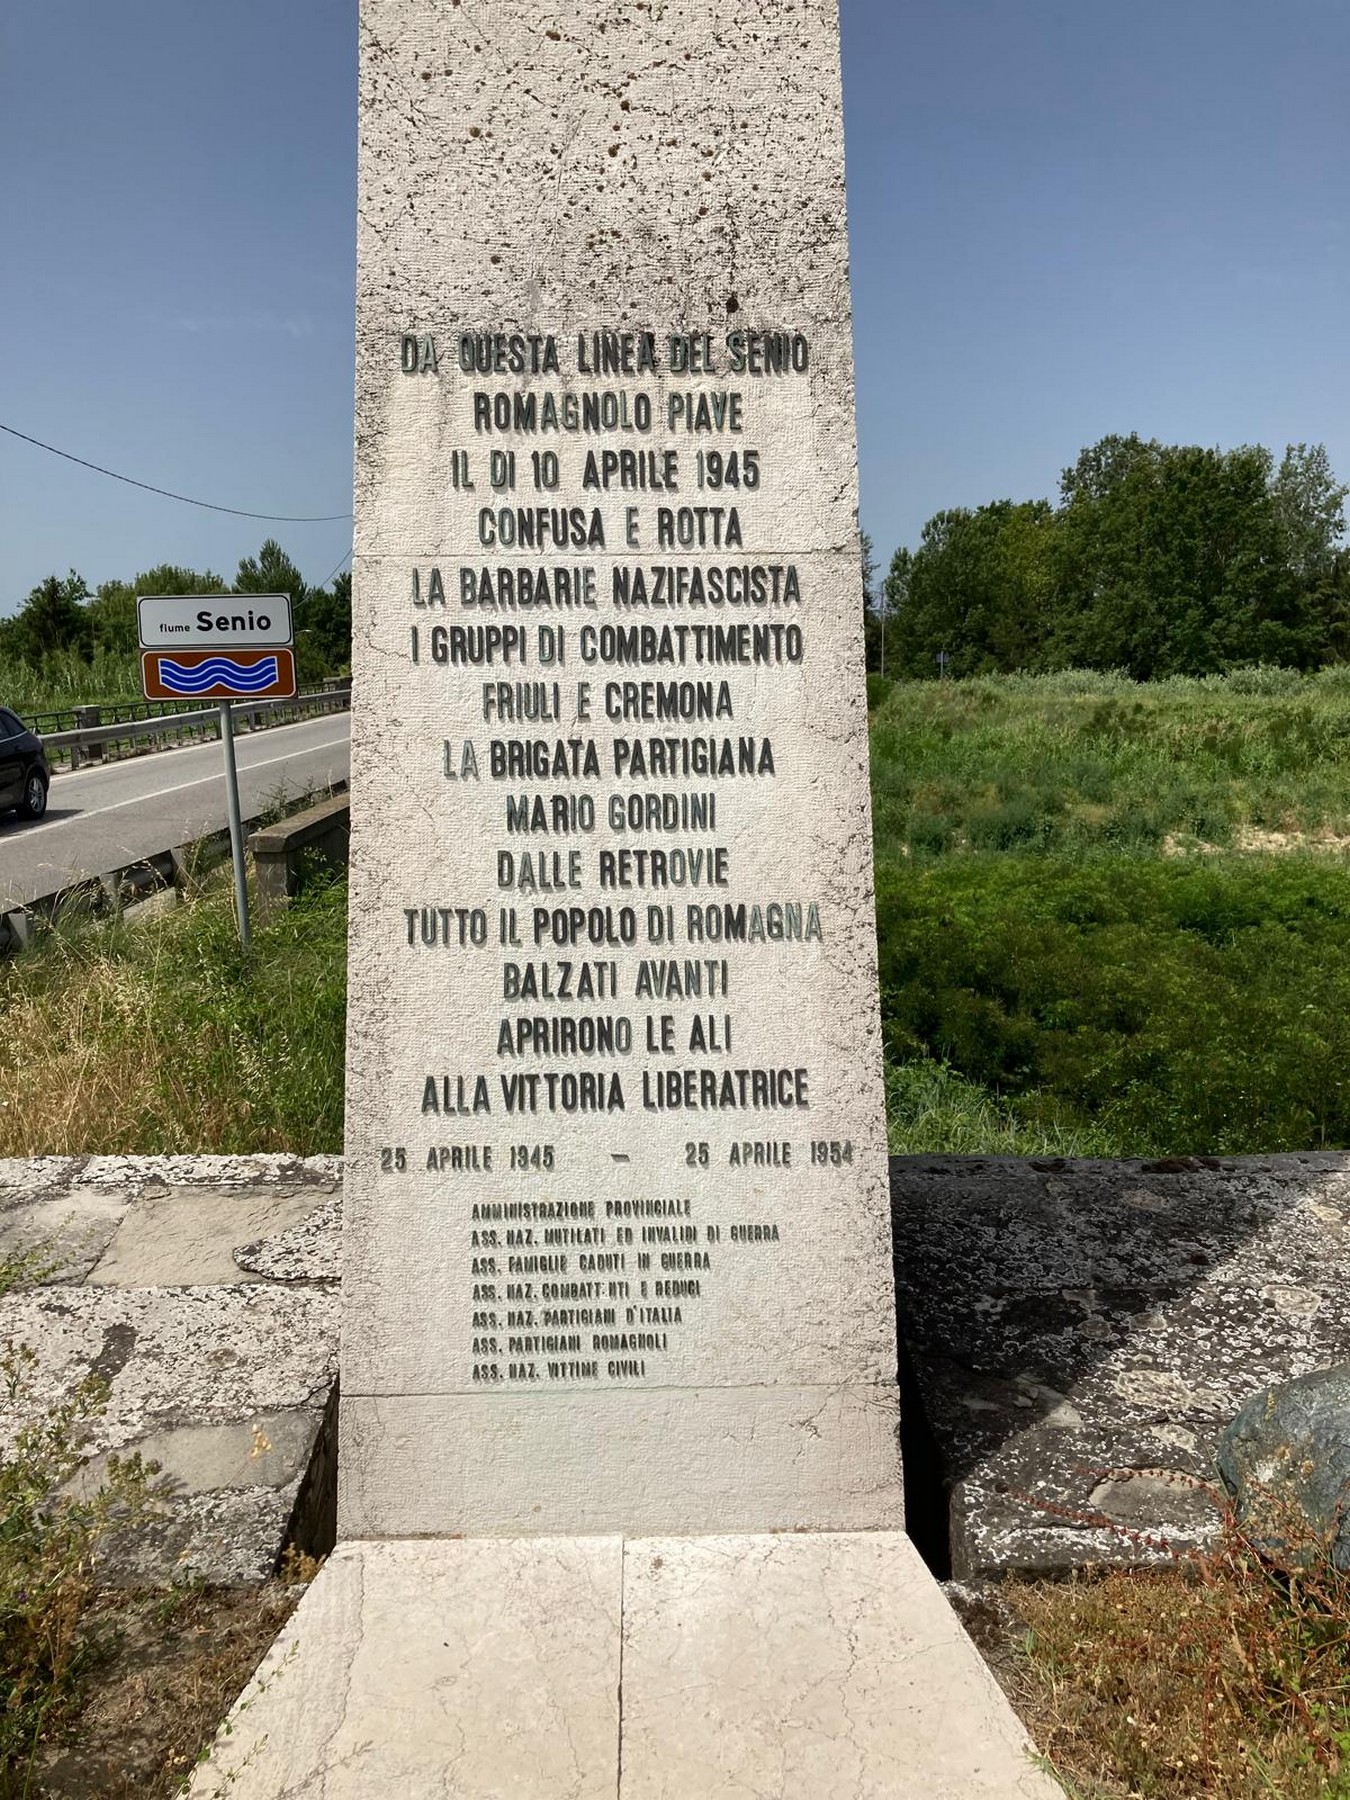 DA QUESTA LINEA DEL SENIO
ROMAGNOLO PIAVE
IL DI 10 APRILE 1945
CONFUSA E ROTTA
LA BARBARIE NAZIFASCISTA
I GRUPPI DI COMBATTIMENTO
FRIULI E CREMONA
LA BRIGATA PARTIGIANA
MARIO GORDINI
DALLE RETROVIE
TUTTO IL POPOLO DI ROMAGNA
BALZATI AVANTI
APRIRONO LE ALI
ALLA VITTORIA LIBERATRICE
25 APRILE 1945 – 25 APRILE 1954
AMMINISTRAZIONE PROVINCIALE
ASS. NAZ. MUTILATI ED INVALIDI DI GUERRA
ASS. FAMIGLIE CADUTI IN GUERRA
ASS. NAZ. COMBATT NTI E REDUCI
ASS. NAZ. PARTIGIANI D'ITALIA
ASS. PARTIGIANI ROMAGNOLI
ASS. NAZ. VITTIME CIVILI
fiume Senio